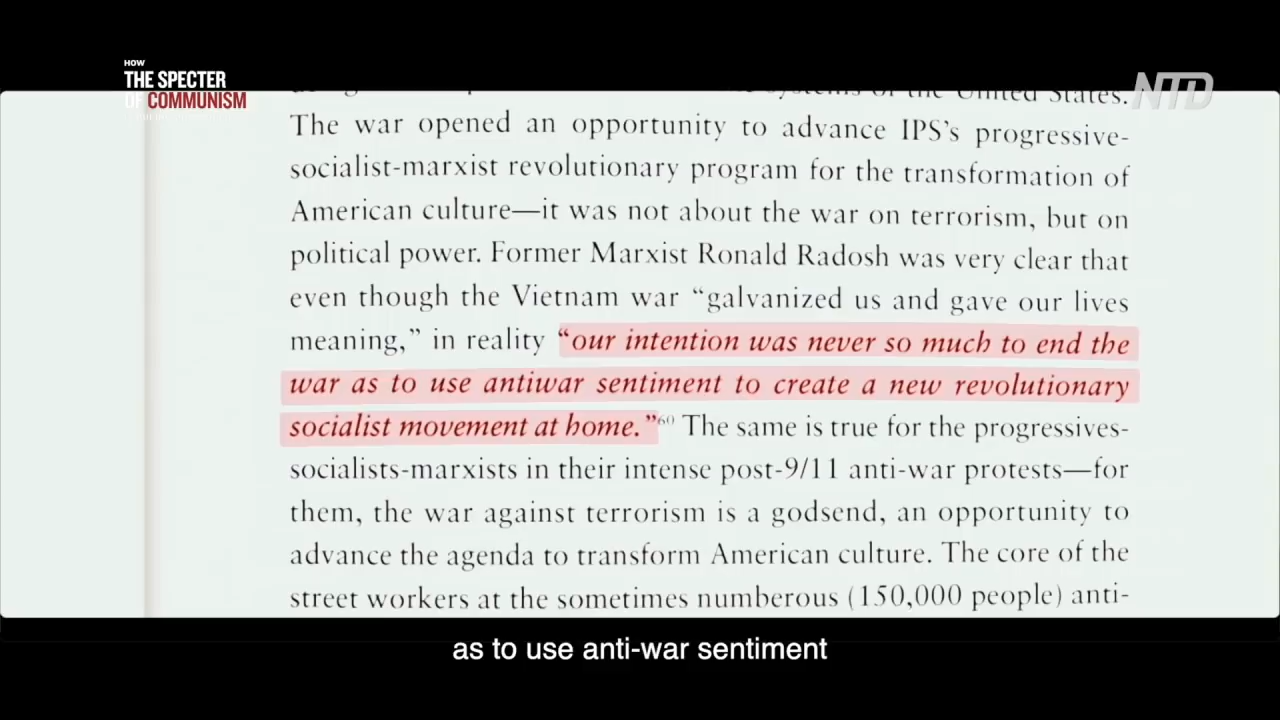 HOW
THE SPECTER
OF COMMUNISM
NTD
systems of the United States.
The war opened an opportunity to advance IPS’s progressive-
socialist-marxist revolutionary program for the transformation of
American culture—it was not about the war on terrorism, but on
political power. Former Marxist Ronald Radosh was very clear that
even though the Vietnam war “galvanized us and gave our lives
meaning,” in reality “our intention was never so much to end the
war as to use antiwar sentiment to create a new revolutionary
socialist movement at home.”60 The same is true for the progressives-
socialists-marxists in their intense post-9/11 anti-war protests—for
them, the war against terrorism is a godsend, an opportunity to
advance the agenda to transform American culture. The core of the
street workers at the sometimes numberous (150,000 people) anti-
as to use anti-war sentiment